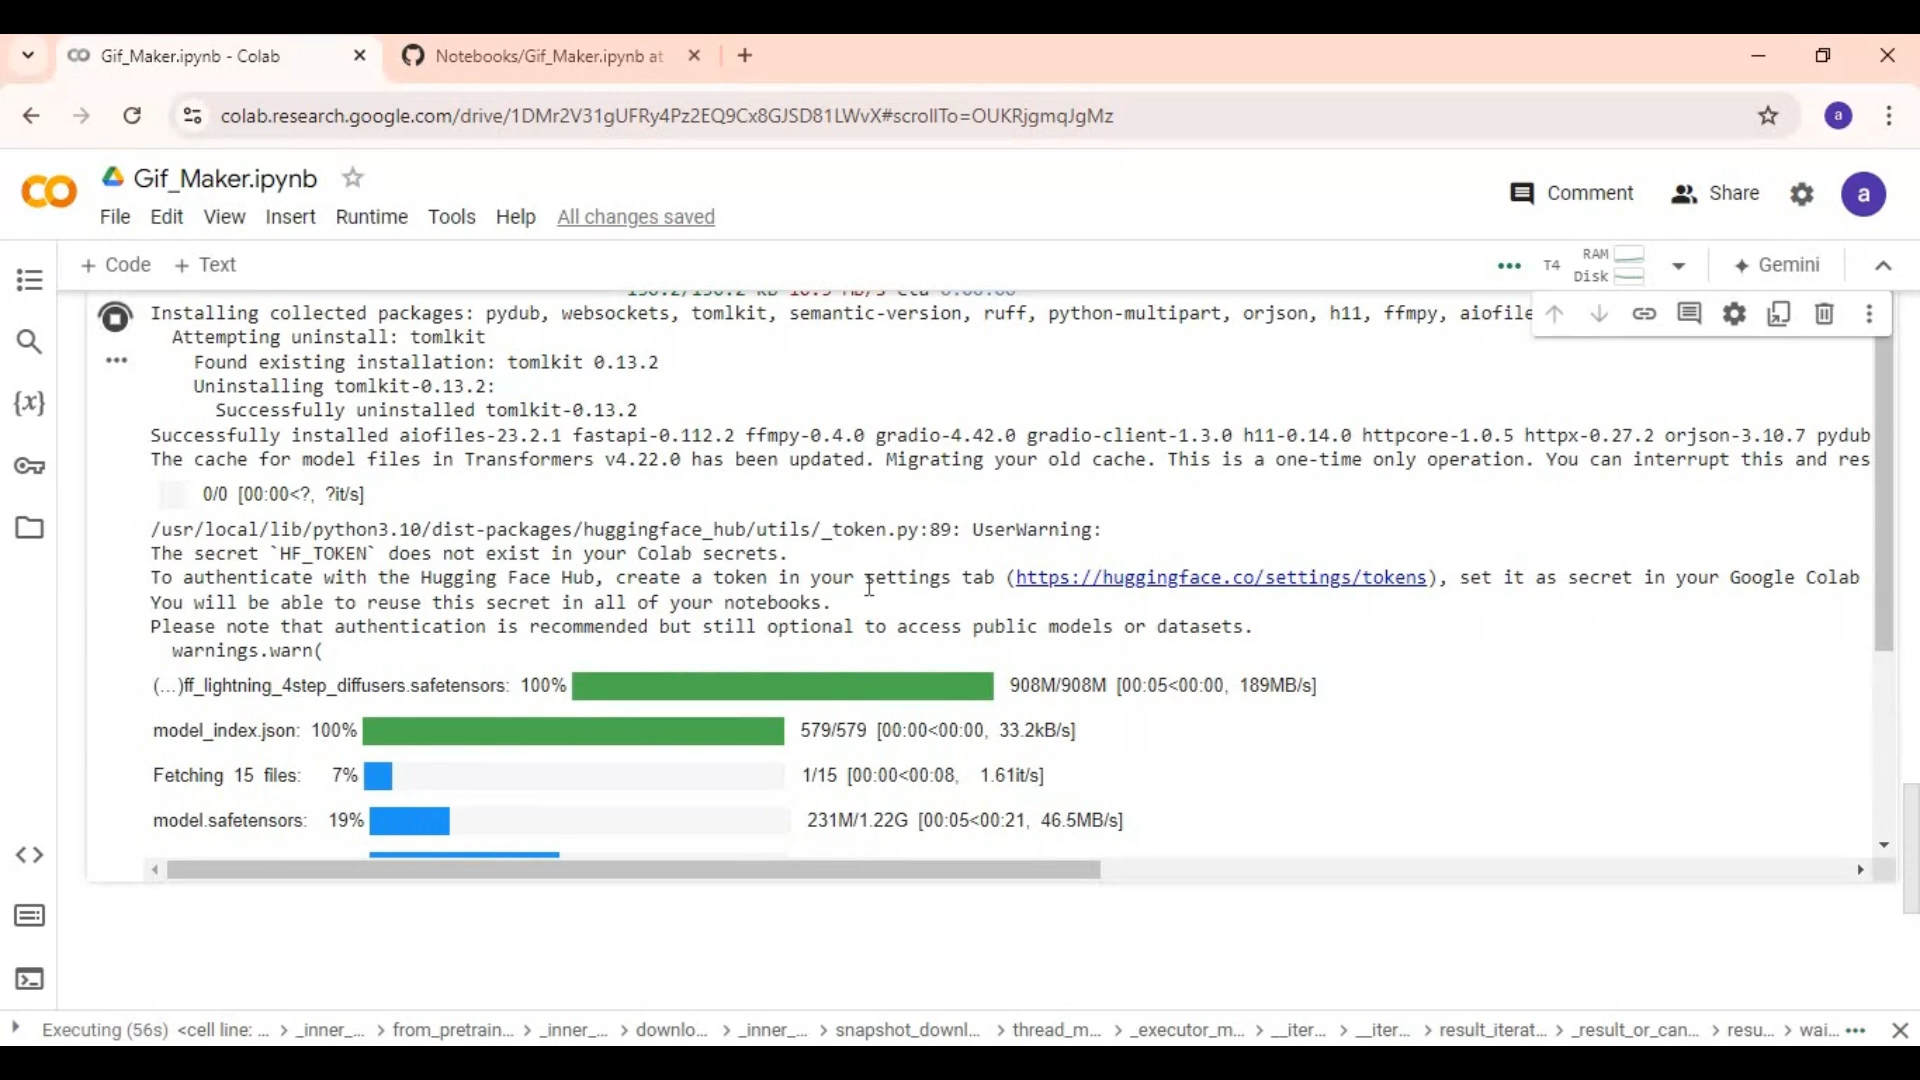 Gif_Maker.ipynb - Colab
Notebooks/Gif_Maker.ipynb at
colab.research.google.com/drive/1DMr2V31gUFRy4Pz2EQ9Cx8GJSD81LWvX#scrollTo=OUKRjgmqJgMz
a
CO
Gif_Maker.ipynb
Comment
Share
a
File Edit View Insert Runtime Tools Help All changes saved
+ Code + Text
T4 RAM Disk
Gemini
Installing collected packages: pydub, websockets, tomlkit, semantic-version, ruff, python-multipart, orjson, h11, ffmpy, aiofile
Attempting uninstall: tomlkit
Found existing installation: tomlkit 0.13.2
Uninstalling tomlkit-0.13.2:
Successfully uninstalled tomlkit-0.13.2
Successfully installed aiofiles-23.2.1 fastapi-0.112.2 ffmpy-0.4.0 gradio-4.42.0 gradio-client-1.3.0 h11-0.14.0 httpcore-1.0.5 httpx-0.27.2 orjson-3.10.7 pydub
The cache for model files in Transformers v4.22.0 has been updated. Migrating your old cache. This is a one-time only operation. You can interrupt this and res
0/0 [00:00<?, ?it/s]
/usr/local/lib/python3.10/dist-packages/huggingface_hub/utils/_token.py:89: UserWarning:
The secret `HF_TOKEN` does not exist in your Colab secrets.
To authenticate with the Hugging Face Hub, create a token in your settings tab (https://huggingface.co/settings/tokens), set it as secret in your Google Colab
You will be able to reuse this secret in all of your notebooks.
Please note that authentication is recommended but still optional to access public models or datasets.
warnings.warn(
(…)ff_lightning_4step_diffusers.safetensors: 100% 908M/908M [00:05<00:00, 189MB/s]
model_index.json: 100% 579/579 [00:00<00:00, 33.2kB/s]
Fetching 15 files: 7% 1/15 [00:00<00:08, 1.61it/s]
model.safetensors: 19% 231M/1.22G [00:05<00:21, 46.5MB/s]
Executing (56s) <cell line: ... > _inner_... > from_pretrain... > _inner_... > downlo... > _inner_... > snapshot_downl... > thread_m... > _executor_m... > __iter... > __iter... > result_iterat... > _result_or_can... > resu... > wai...